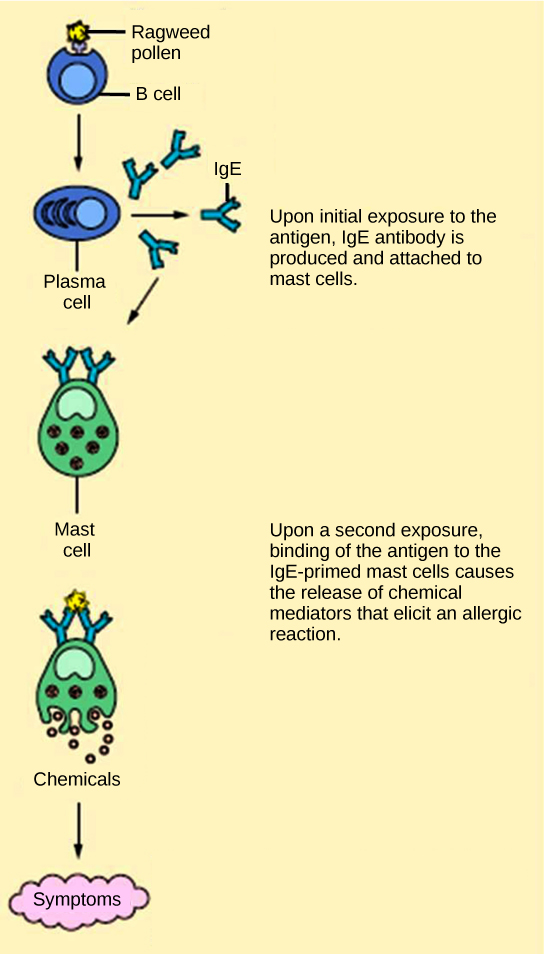 Ragweed
pollen
B cell
IgE
Upon initial exposure to the
antigen, IgE antibody is
produced and attached to
mast cells.
Plasma
cell
Mast
cell
Upon a second exposure,
binding of the antigen to the
IgE-primed mast cells causes
the release of chemical
mediators that elicit an allergic
reaction.
Chemicals
Symptoms